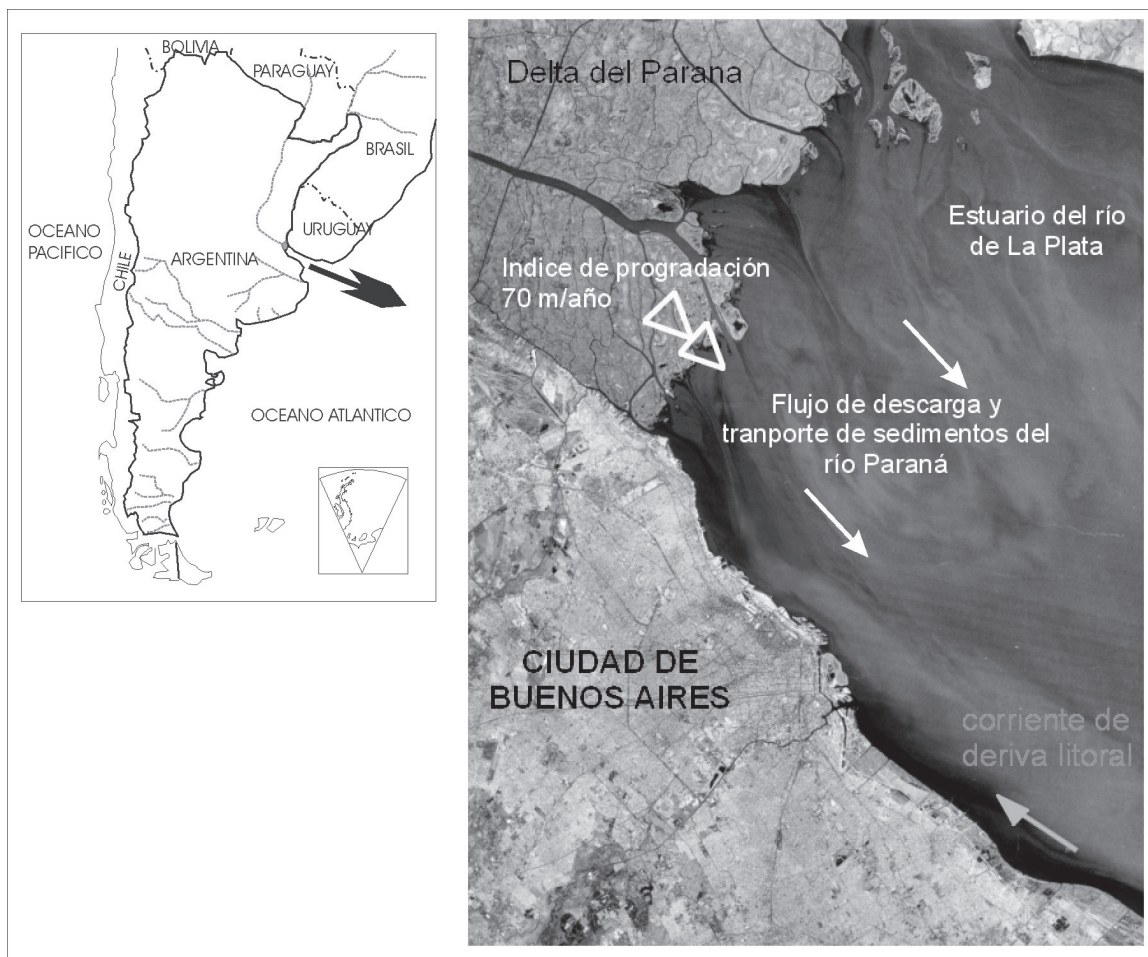 BOLIVIA
PARAGUAY
BRASIL
OCEANO
PACIFICO
CHILE
ARGENTINA
URUGUAY
OCEANO ATLANTICO
Delta del Parana
Estuario del río
de La Plata
Indice de progradación
70 m/año
Flujo de descarga y
tranporte de sedimentos del
río Paraná
CIUDAD DE
BUENOS AIRES
corriente de
deriva litoral